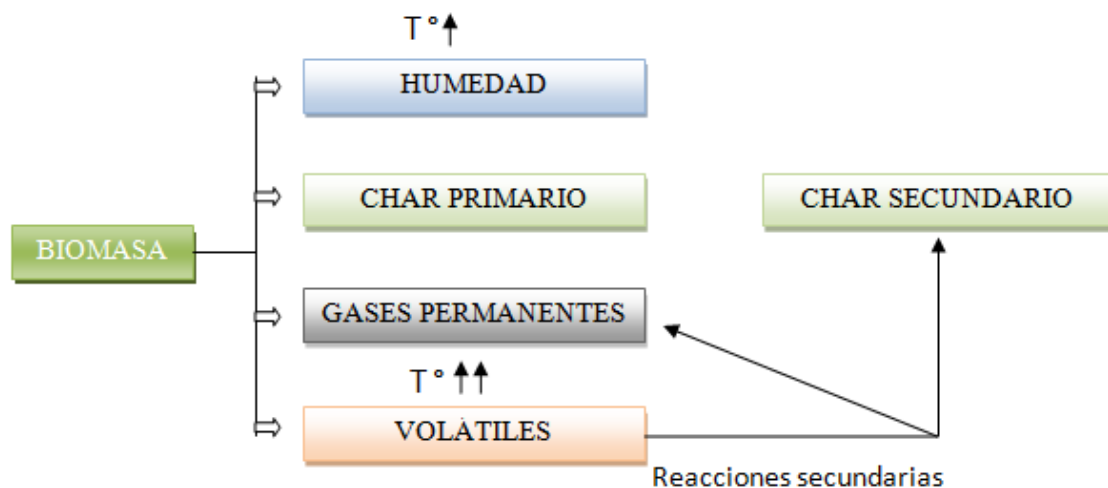 T °
HUMEDAD
CHAR PRIMARIO
CHAR SECUNDARIO
BIOMASA
GASES PERMANENTES
T °
VOLÁTILES
Reacciones secundarias